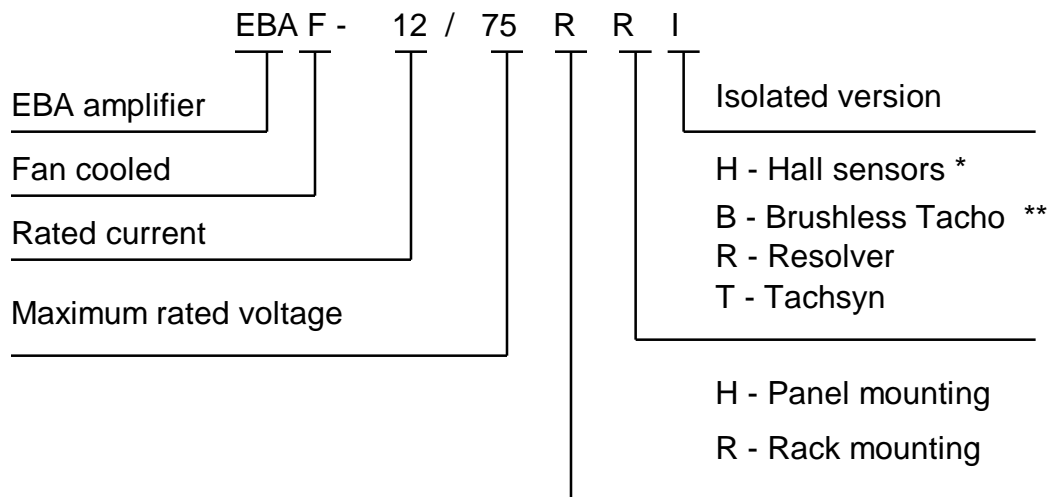 EBA F - 12 / 75 R R I
EBA amplifier
Isolated version
Fan cooled
H - Hall sensors *
Rated current
B - Brushless Tacho **
R - Resolver
T - Tachsyn
Maximum rated voltage
H - Panel mounting
R - Rack mounting